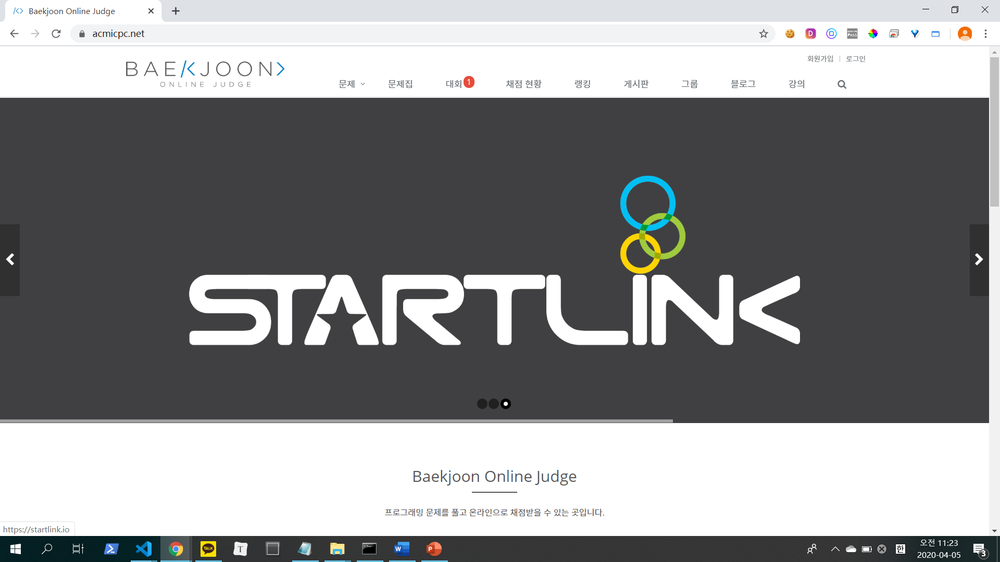 Baekjoon Online Judge
acmicpc.net
회원가입 | 로그인
BAEKJOON
ONLINE JUDGE
문제 문제집 대회 1 채점 현황 랭킹 게시판 그룹 블로그 강의
STARTLINK
Baekjoon Online Judge
프로그래밍 문제를 풀고 온라인으로 채점받을 수 있는 곳입니다.
https://startlink.io
오전 11:23
한
2020-04-05
3